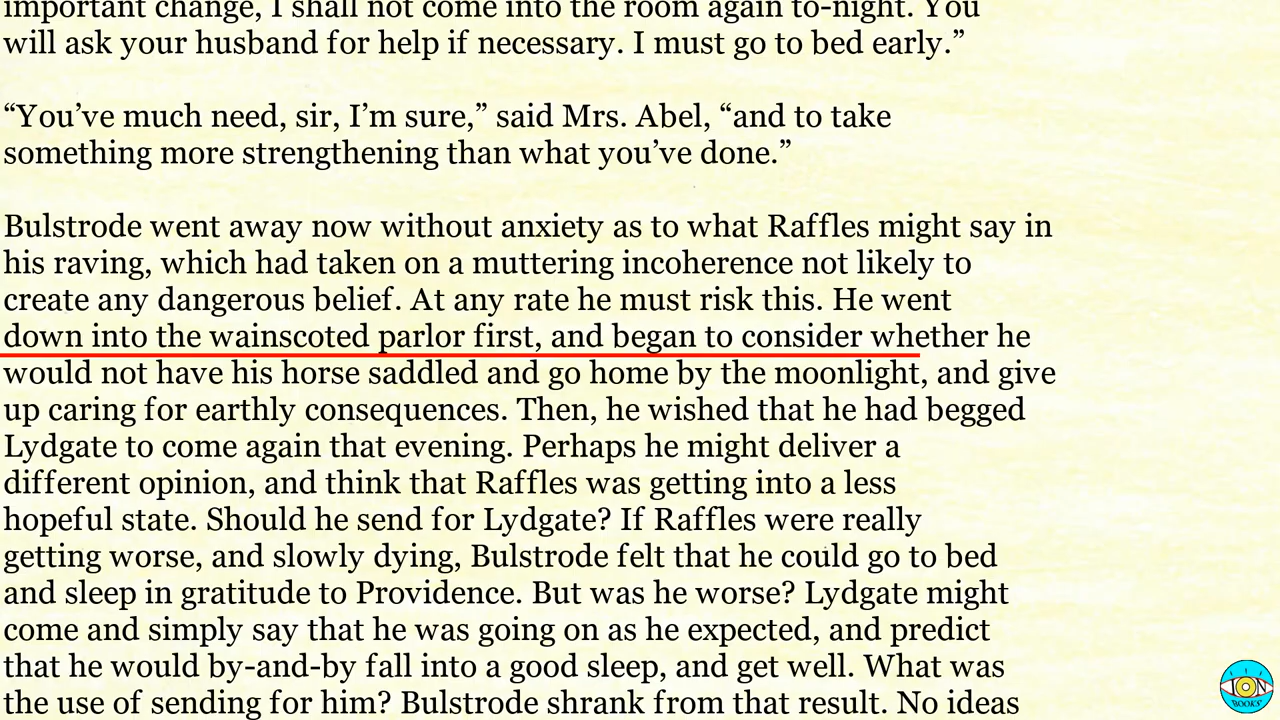 important change, I shall not come into the room again to-night. You
will ask your husband for help if necessary. I must go to bed early.”
“You’ve much need, sir, I’m sure,” said Mrs. Abel, “and to take
something more strengthening than what you’ve done.”
Bulstrode went away now without anxiety as to what Raffles might say in
his raving, which had taken on a muttering incoherence not likely to
create any dangerous belief. At any rate he must risk this. He went
down into the wainscoted parlor first, and began to consider whether he
would not have his horse saddled and go home by the moonlight, and give
up caring for earthly consequences. Then, he wished that he had begged
Lydgate to come again that evening. Perhaps he might deliver a
different opinion, and think that Raffles was getting into a less
hopeful state. Should he send for Lydgate? If Raffles were really
getting worse, and slowly dying, Bulstrode felt that he could go to bed
and sleep in gratitude to Providence. But was he worse? Lydgate might
come and simply say that he was going on as he expected, and predict
that he would by-and-by fall into a good sleep, and get well. What was
the use of sending for him? Bulstrode shrank from that result. No ideas
ION
BOOKS